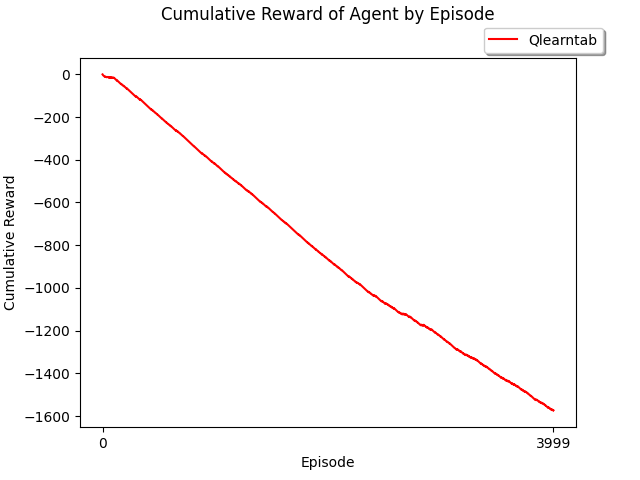 Cumulative Reward of Agent by Episode
Qlearntab
0
−200
−400
−600
−800
−1000
−1200
−1400
−1600
Cumulative Reward
0
3999
Episode